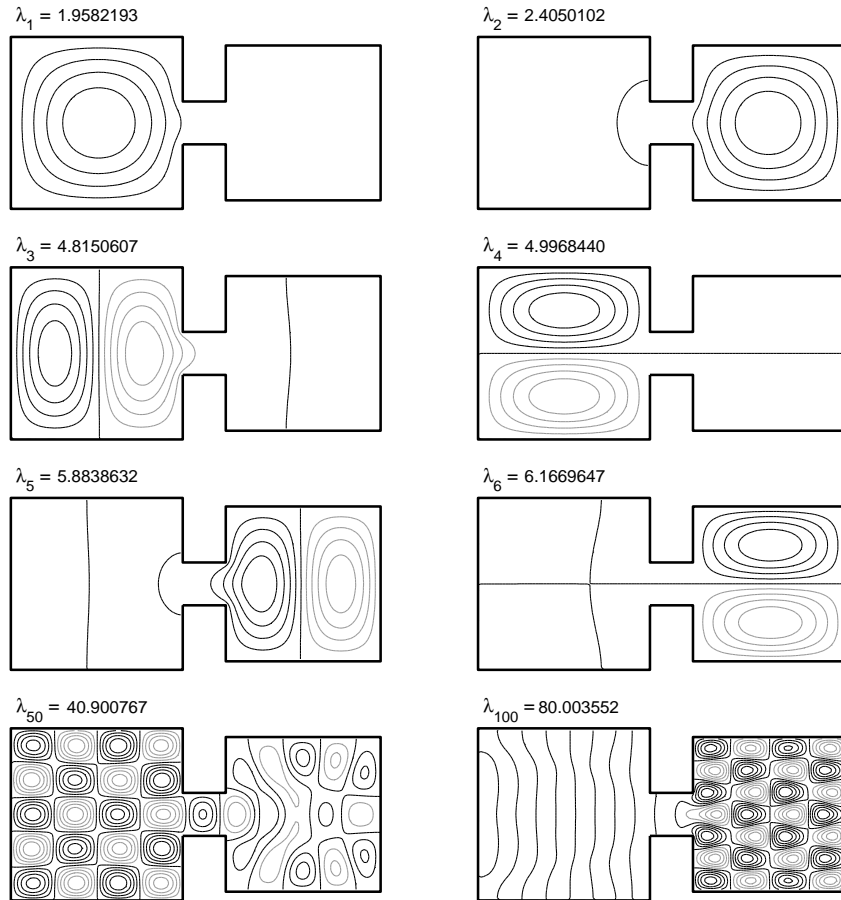 λ1 = 1.9582193
λ2 = 2.4050102
λ3 = 4.8150607
λ4 = 4.9968440
λ5 = 5.8838632
λ6 = 6.1669647
λ50 = 40.900767
λ100 = 80.003552